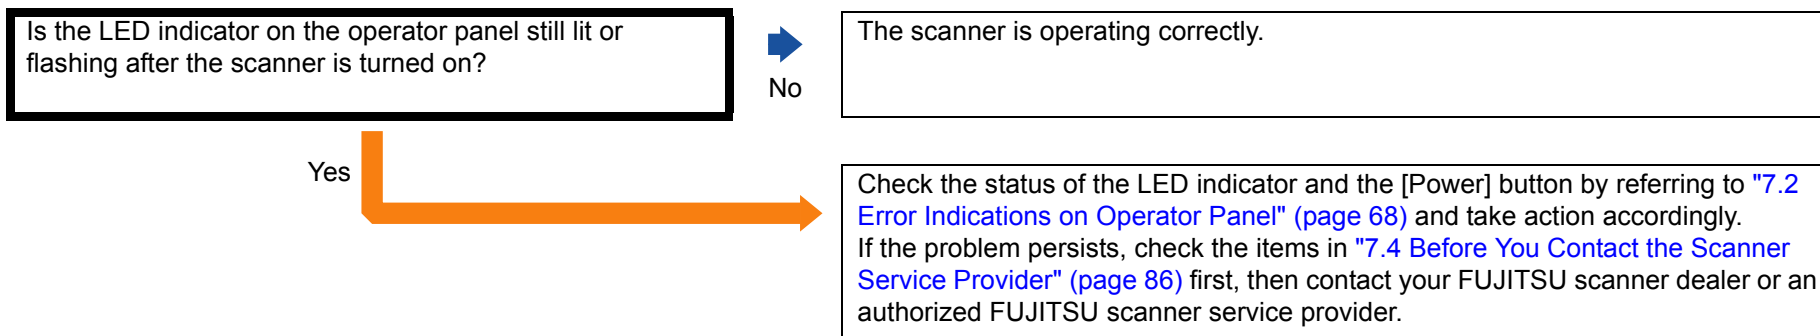 Is the LED indicator on the operator panel still lit or
flashing after the scanner is turned on?
No
The scanner is operating correctly.
Yes
Check the status of the LED indicator and the [Power] button by referring to "7.2
Error Indications on Operator Panel" (page 68) and take action accordingly.
If the problem persists, check the items in "7.4 Before You Contact the Scanner
Service Provider" (page 86) first, then contact your FUJITSU scanner dealer or an
authorized FUJITSU scanner service provider.